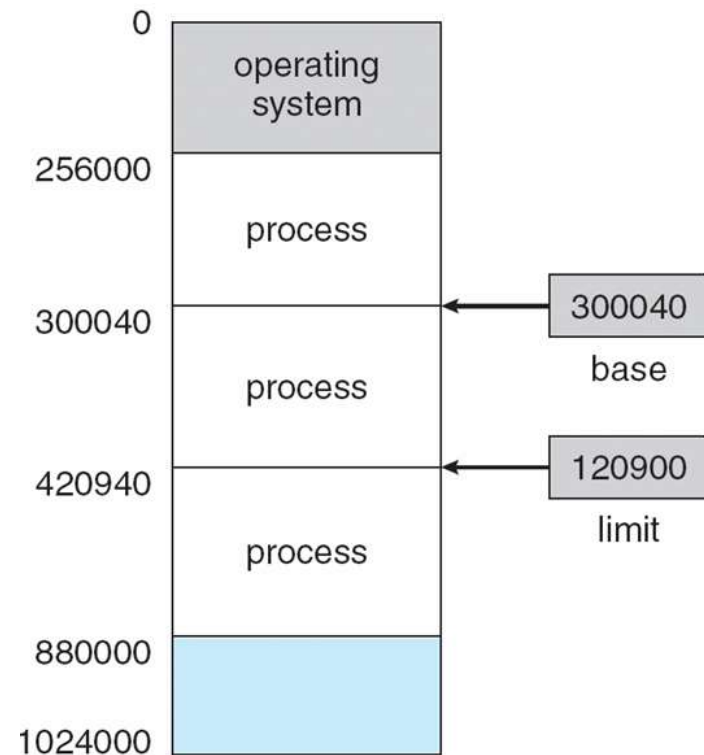 0
operating
system
256000
process
300040
300040
base
process
420940
120900
limit
process
880000
1024000